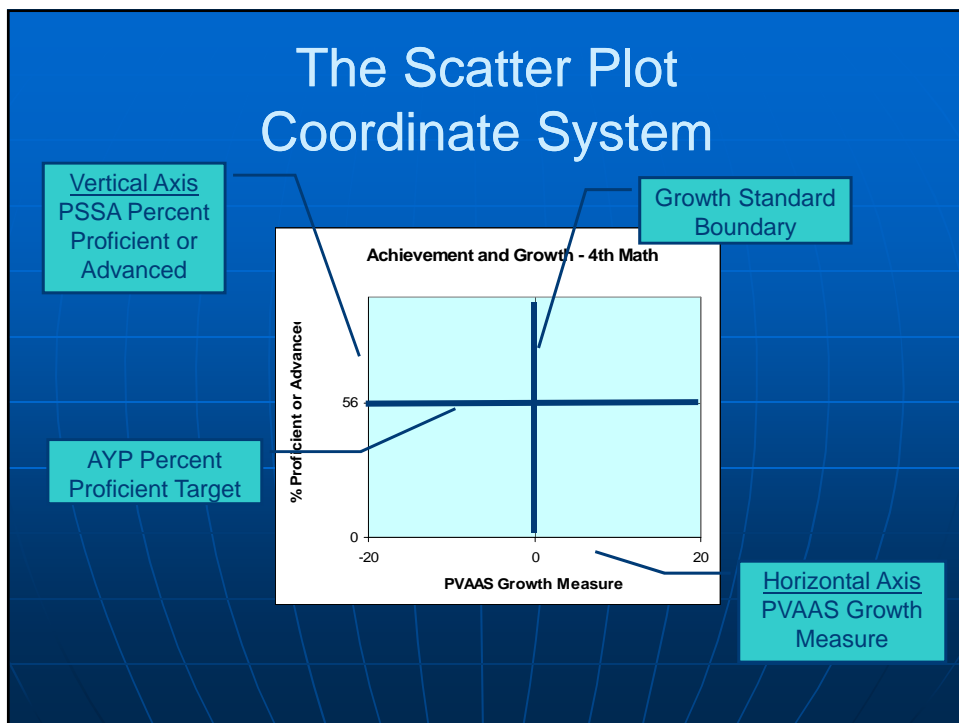 The Scatter Plot
Coordinate System
Vertical Axis
PSSA Percent
Proficient or
Advanced
Growth Standard
Boundary
Achievement and Growth - 4th Math
% Proficient or Advanced
56
0
-20
0
20
PVAAS Growth Measure
AYP Percent
Proficient Target
Horizontal Axis
PVAAS Growth
Measure